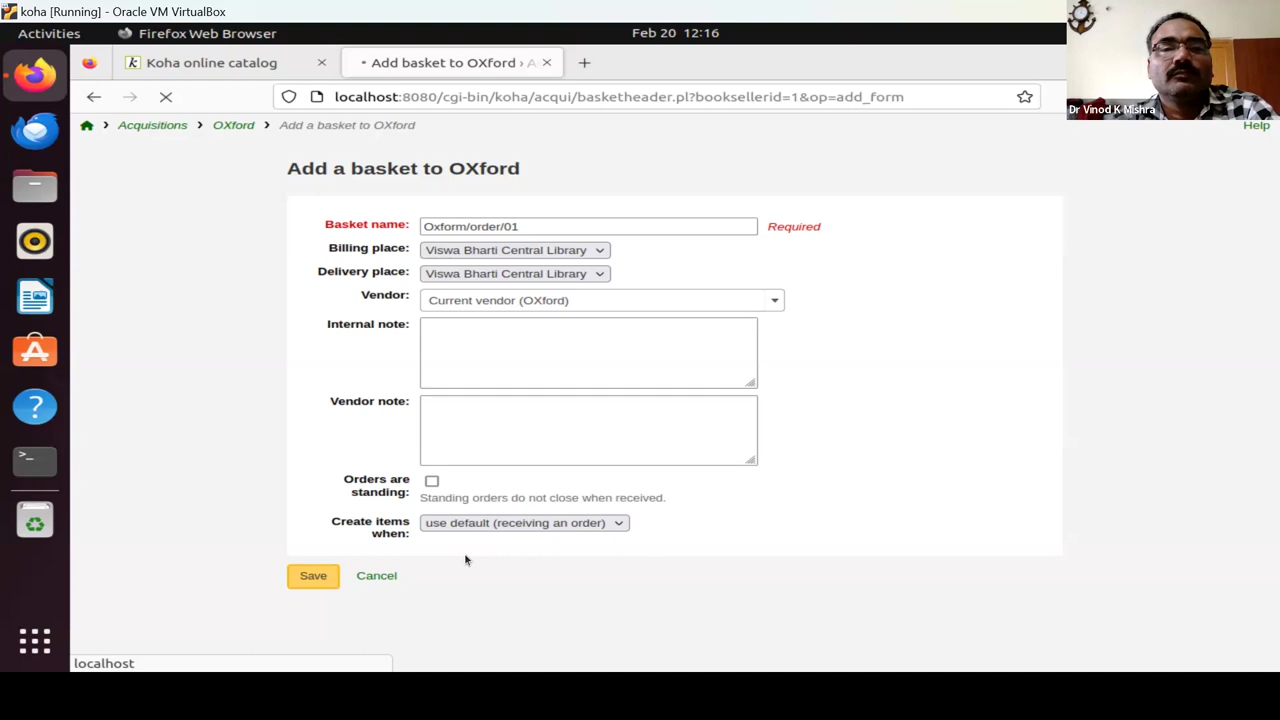 koha [Running] - Oracle VM VirtualBox
Activities
Firefox Web Browser
Feb 20 12:16
Koha online catalog
Add basket to OXford › A
localhost:8080/cgi-bin/koha/acqui/basketheader.pl?booksellerid=1&op=add_form
Dr Vinod K Mishra
Acquisitions
OXford
Add a basket to OXford
Help
Add a basket to OXford
Basket name: Oxform/order/01 Required
Billing place: Viswa Bharti Central Library
Delivery place: Viswa Bharti Central Library
Vendor: Current vendor (OXford)
Internal note:
Vendor note:
Orders are
standing:
Standing orders do not close when received.
Create items
when:
use default (receiving an order)
Save Cancel
localhost